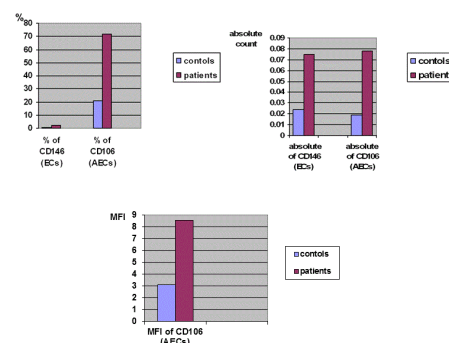 %
80
70
60
50
40
30
20
10
0
% of
CD146
(ECs)
% of
CD106
(AECs)
contols
patients
absolute
count
0.09
0.08
0.07
0.06
0.05
0.04
0.03
0.02
0.01
0
absolute
of CD146
(ECs)
absolute
of CD106
(AECs)
contols
patients
MFI
9
8
7
6
5
4
3
2
1
0
MFI of CD106
(AECs)
contols
patients